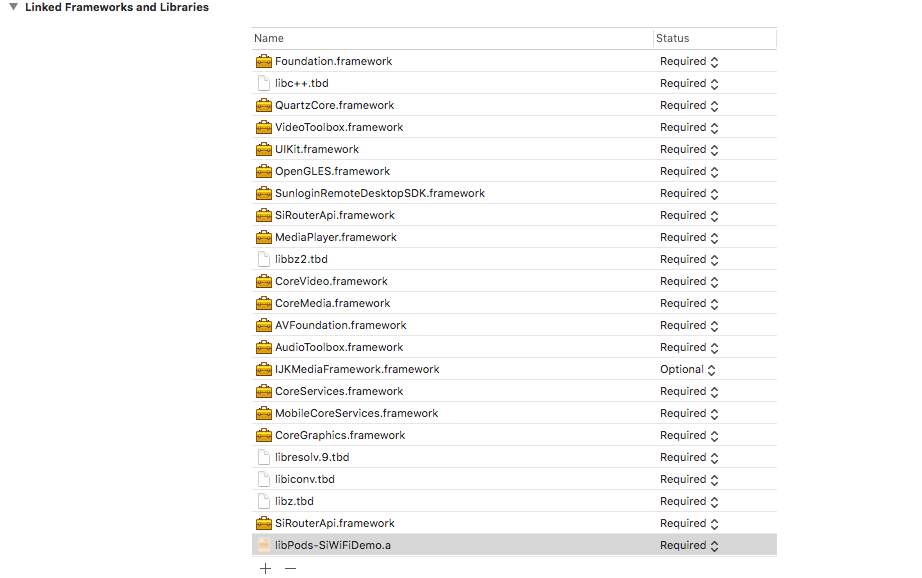 Linked Frameworks and Libraries
Name Status
Foundation.framework Required
libc++.tbd Required
QuartzCore.framework Required
VideoToolbox.framework Required
UIKit.framework Required
OpenGLES.framework Required
SunloginRemoteDesktopSDK.framework Required
SiRouterApi.framework Required
MediaPlayer.framework Required
libbz2.tbd Required
CoreVideo.framework Required
CoreMedia.framework Required
AVFoundation.framework Required
AudioToolbox.framework Required
IJKMediaFramework.framework Optional
CoreServices.framework Required
MobileCoreServices.framework Required
CoreGraphics.framework Required
libresolv.9.tbd Required
libiconv.tbd Required
libz.tbd Required
SiRouterApi.framework Required
libPods-SiWiFiDemo.a Required